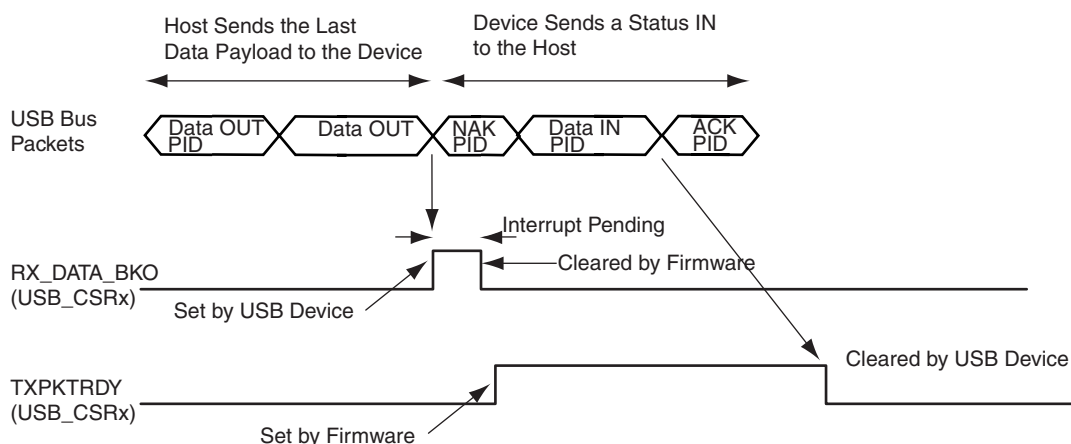 Host Sends the Last
Data Payload to the Device
Device Sends a Status IN
to the Host
USB Bus
Packets
Data OUT
PID
Data OUT
NAK
PID
Data IN
PID
ACK
PID
Interrupt Pending
RX_DATA_BKO
(USB_CSRx)
Cleared by Firmware
Set by USB Device
Cleared by USB Device
TXPKTRDY
(USB_CSRx)
Set by Firmware